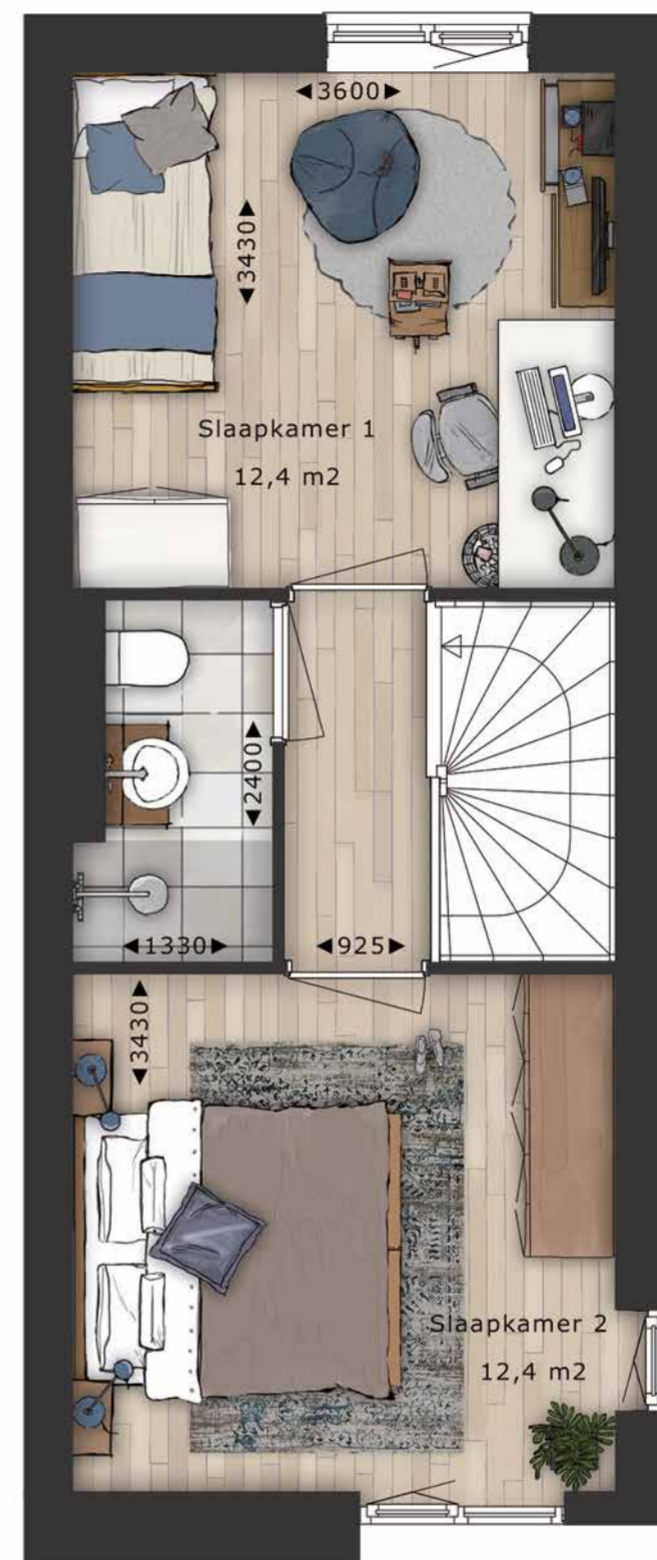 ◄3600►
◄3430►
Slaapkamer 1
12,4 m2
◄2400►
◄1330►
◄925►
◄3430►
Slaapkamer 2
12,4 m2